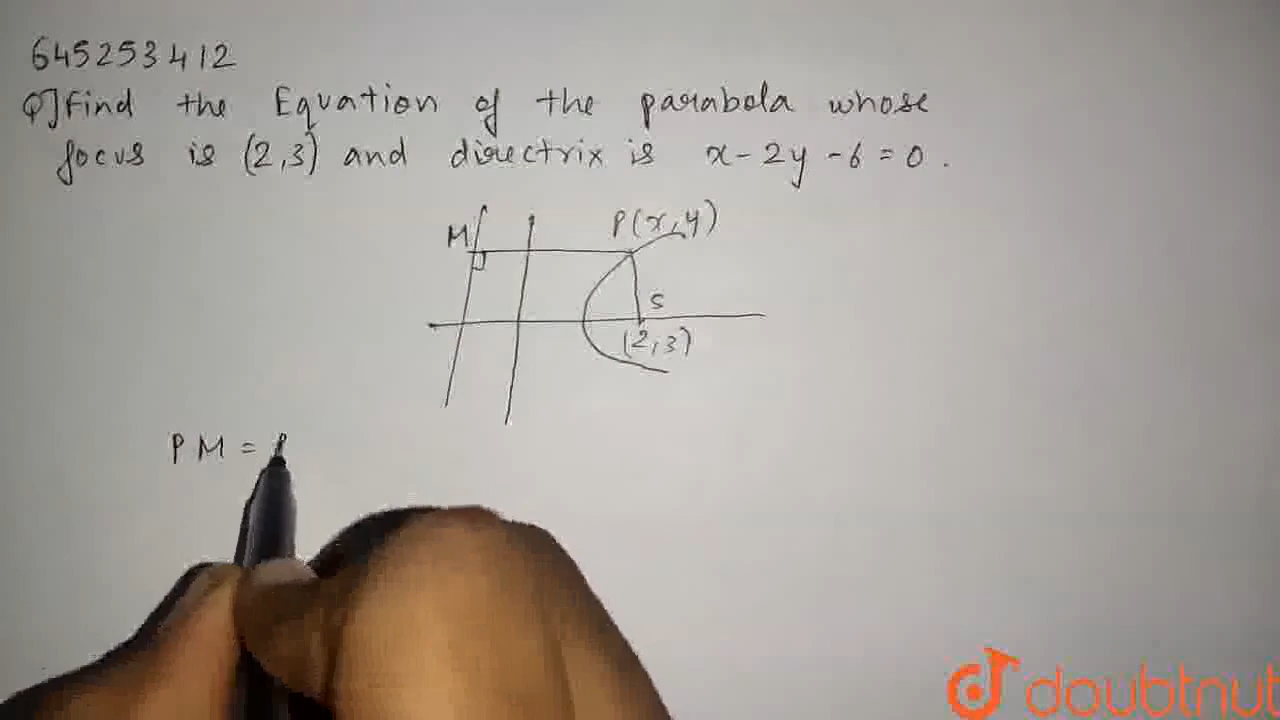 645253412
Q] Find the Equation of the parabola whose
focus is (2,3) and directrix is x-2y-6=0.
M
P(x,y)
S
(2,3)
PM = P
doubtnut